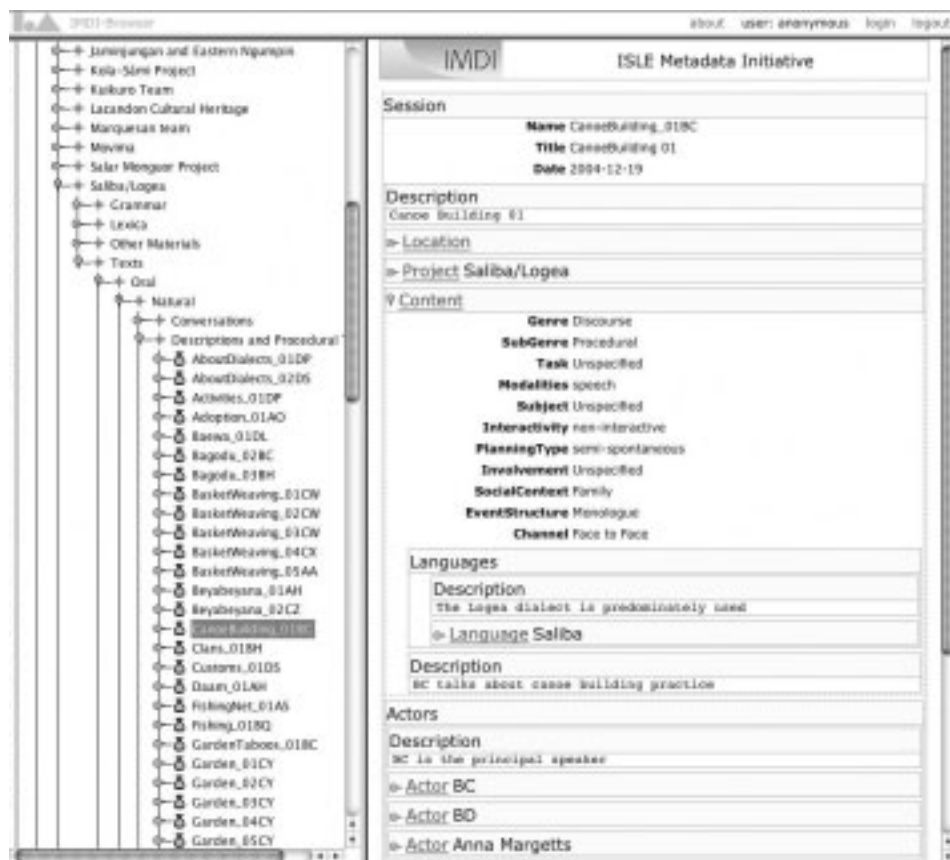 IMDI-Browser
about user: anonymous login logout
Jaminjungan and Eastern Ngumpin
Kola-Sámi Project
Kuikuro Team
Lacandon Cultural Heritage
Marquesan team
Movima
Salar Monguor Project
Saliba/Logea
Grammar
Lexica
Other Materials
Texts
Oral
Natural
Conversations
Descriptions and Procedural
AboutDialects_01DP
AboutDialects_02DS
Activities_01DP
Adoption_01AO
Baewa_01DL
Bagodu_02BC
Bagodu_03BH
BasketWeaving_01CW
BasketWeaving_02CW
BasketWeaving_03CW
BasketWeaving_04CX
BasketWeaving_05AA
Beyabeyana_01AH
Beyabeyana_02CZ
CanoeBuilding_01BC
Clans_01BH
Customs_01DS
Daam_01AH
FishingNet_01AS
Fishing_01BQ
GardenTaboos_01BC
Garden_01CY
Garden_02CY
Garden_03CY
Garden_04CY
Garden_05CY
IMDI
ISLE Metadata Initiative
Session
Name CanoeBuilding_01BC
Title CanoeBuilding 01
Date 2004-12-19
Description
Canoe Building 01
Location
Project Saliba/Logea
Content
Genre Discourse
SubGenre Procedural
Task Unspecified
Modalities speech
Subject Unspecified
Interactivity non-interactive
PlanningType semi-spontaneous
Involvement Unspecified
SocialContext Family
EventStructure Monologue
Channel Face to Face
Languages
Description
The Logea dialect is predominately used
Language Saliba
Description
BC talks about canoe building practice
Actors
Description
BC is the principal speaker
Actor BC
Actor BD
Actor Anna Margetts